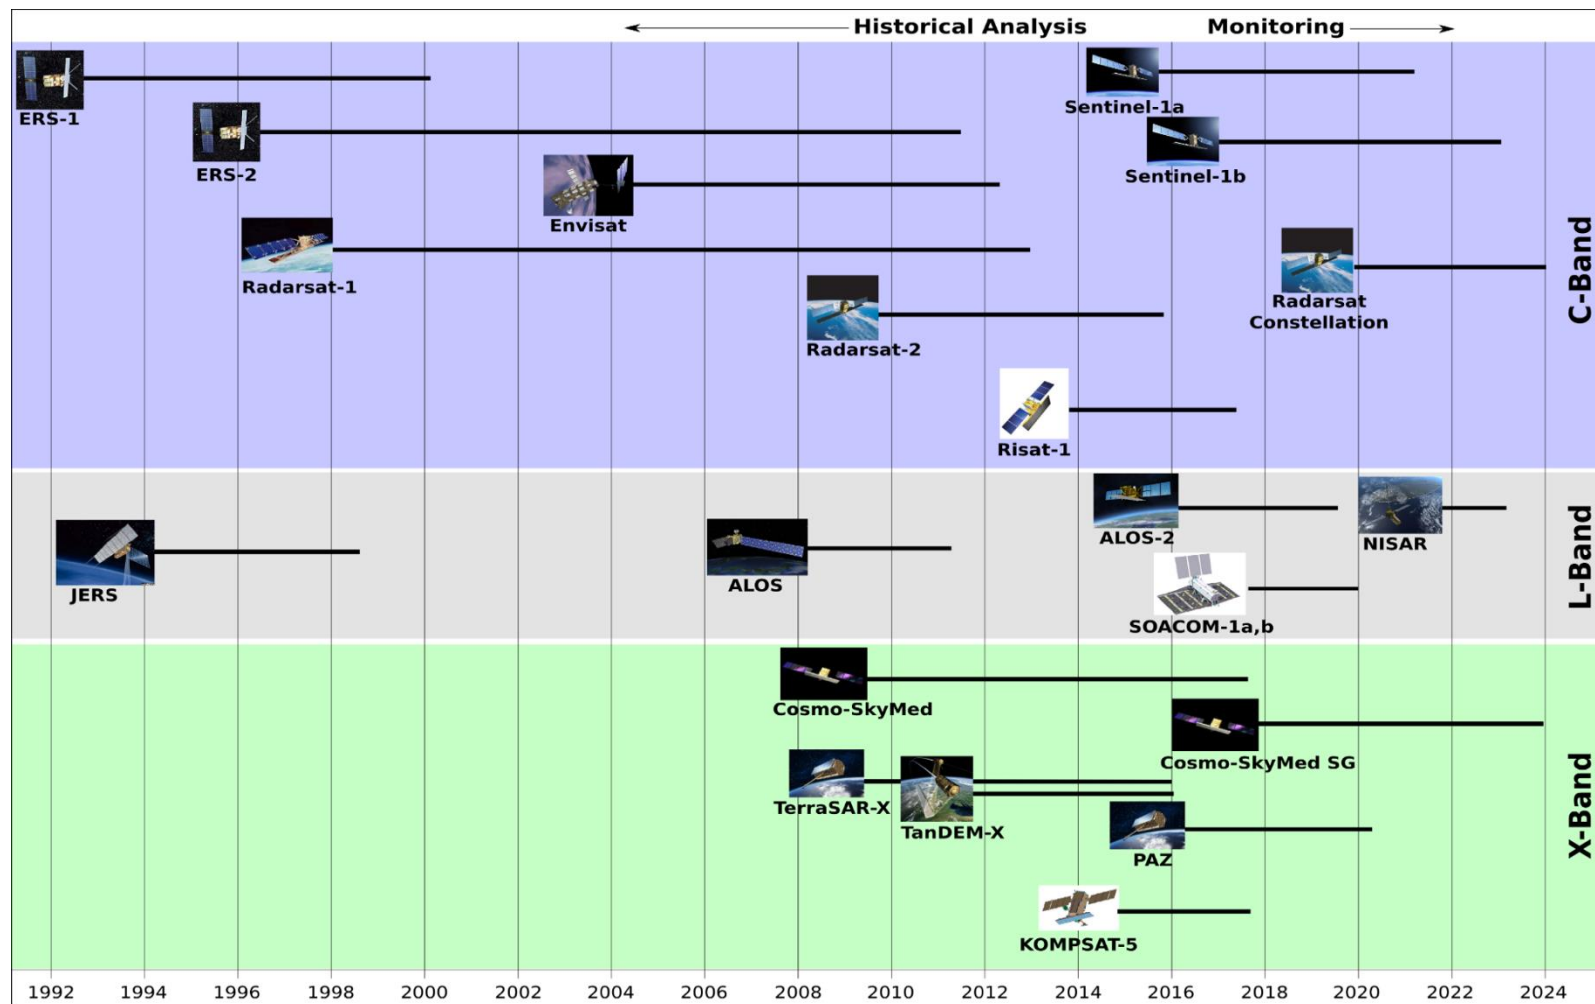 Historical Analysis
Monitoring
ERS-1
ERS-2
Envisat
Radarsat-1
Radarsat-2
Risat-1
Sentinel-1a
Sentinel-1b
Radarsat
Constellation
C-Band
JERS
ALOS
ALOS-2
NISAR
SOACOM-1a,b
L-Band
Cosmo-SkyMed
Cosmo-SkyMed SG
TerraSAR-X
TanDEM-X
PAZ
KOMPSAT-5
X-Band
1992 1994 1996 1998 2000 2002 2004 2006 2008 2010 2012 2014 2016 2018 2020 2022 2024